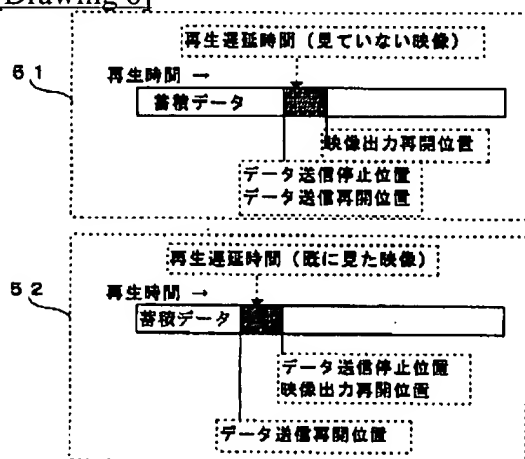 [Drawing 6]
再生遅延時間（見ていない映像）
51
再生時間 →
蓄積データ
映像出力再開位置
データ送信停止位置
データ送信再開位置
再生遅延時間（既に見た映像）
52
再生時間 →
蓄積データ
データ送信停止位置
映像出力再開位置
データ送信再開位置